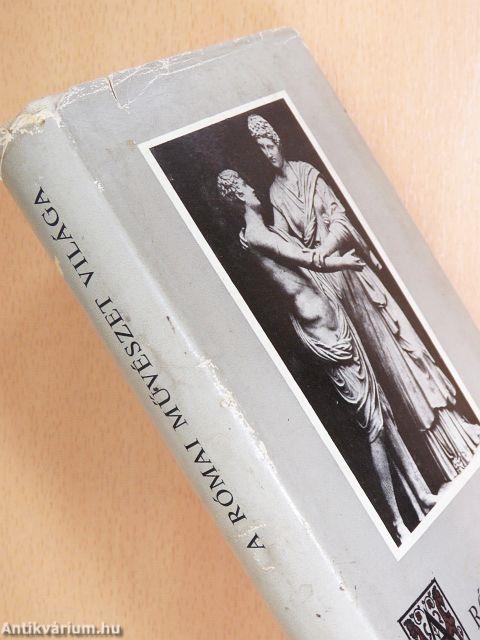 A RÓMAI MŰVÉSZET VILÁGA
Antikvárium.hu